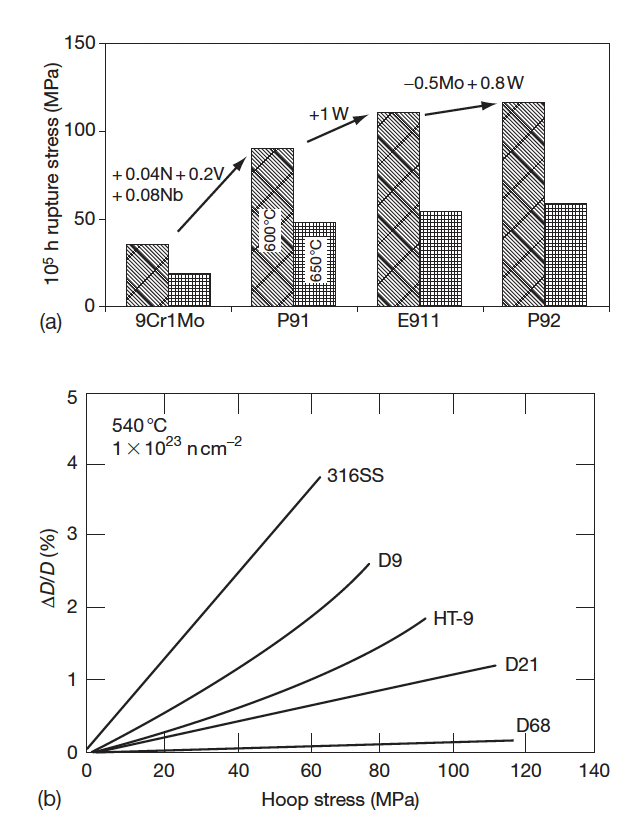 150
100
50
0
10⁵ h rupture stress (MPa)
+0.04N+0.2V
+0.08Nb
+1W
−0.5Mo+0.8W
600°C
650°C
9Cr1Mo P91 E911 P92
(a)
5
4
3
2
1
0
ΔD/D (%)
540°C
1×10²³ n cm⁻²
316SS
D9
HT-9
D21
D68
0 20 40 60 80 100 120 140
Hoop stress (MPa)
(b)